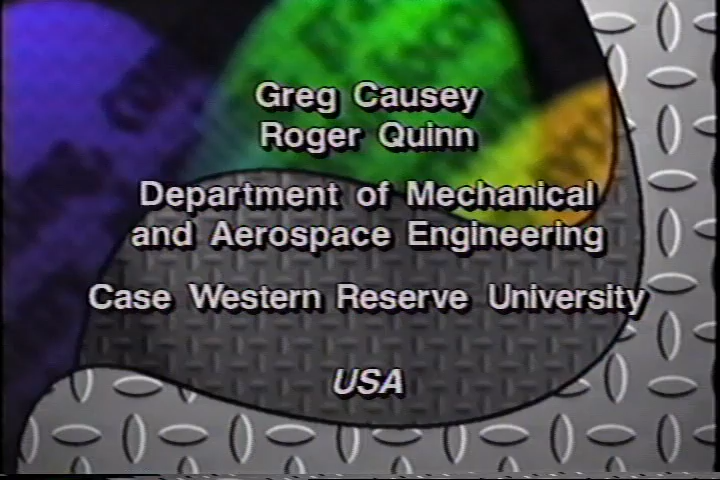 Greg Causey
Roger Quinn
Department of Mechanical
and Aerospace Engineering
Case Western Reserve University
USA